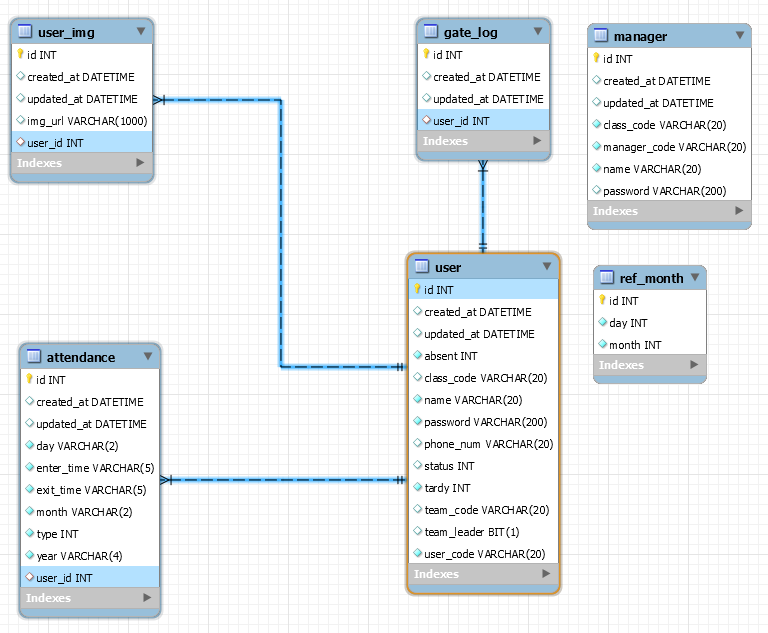 user_img
id INT
created_at DATETIME
updated_at DATETIME
img_url VARCHAR(1000)
user_id INT
Indexes
gate_log
id INT
created_at DATETIME
updated_at DATETIME
user_id INT
Indexes
manager
id INT
created_at DATETIME
updated_at DATETIME
class_code VARCHAR(20)
manager_code VARCHAR(20)
name VARCHAR(20)
password VARCHAR(200)
Indexes
user
id INT
created_at DATETIME
updated_at DATETIME
absent INT
class_code VARCHAR(20)
name VARCHAR(20)
password VARCHAR(200)
phone_num VARCHAR(20)
status INT
tardy INT
team_code VARCHAR(20)
team_leader BIT(1)
user_code VARCHAR(20)
Indexes
ref_month
id INT
day INT
month INT
Indexes
attendance
id INT
created_at DATETIME
updated_at DATETIME
day VARCHAR(2)
enter_time VARCHAR(5)
exit_time VARCHAR(5)
month VARCHAR(2)
type INT
year VARCHAR(4)
user_id INT
Indexes